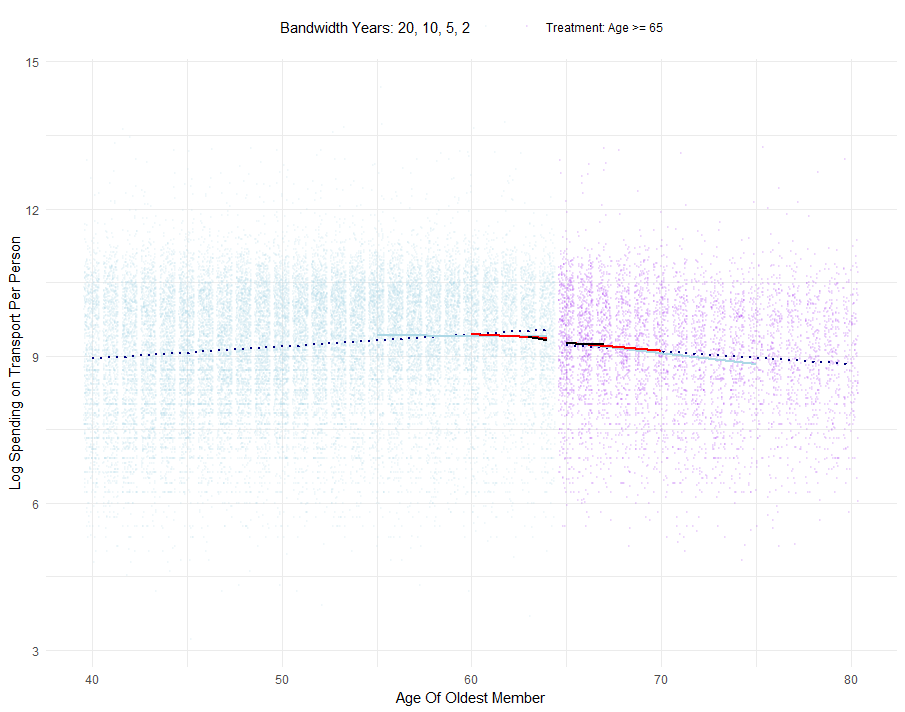 Bandwidth Years: 20, 10, 5, 2
Treatment: Age >= 65
15
12
9
6
3
Log Spending on Transport Per Person
40 50 60 70 80
Age Of Oldest Member